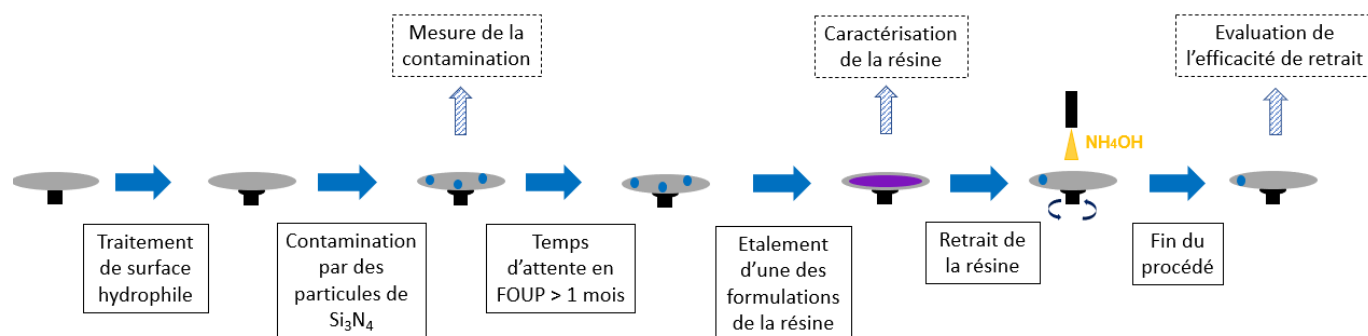 Mesure de la
contamination
Caractérisation
de la résine
Evaluation de
l'efficacité de retrait
NH₄OH
Traitement
de surface
hydrophile
Contamination
par des
particules de
Si₃N₄
Temps
d'attente en
FOUP > 1 mois
Etalement
d'une des
formulations
de la résine
Retrait de
la résine
Fin du
procédé